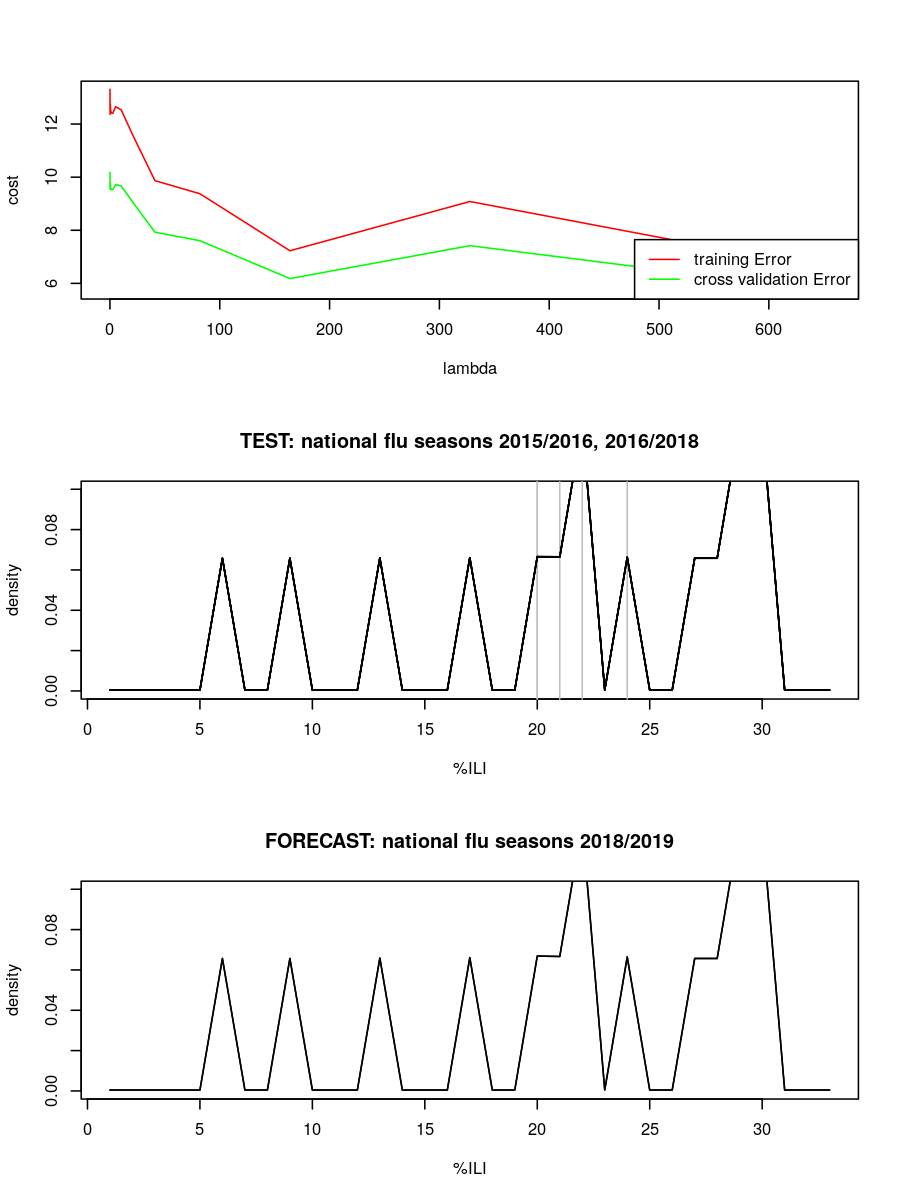 12
10
8
6
cost
training Error
cross validation Error
0 100 200 300 400 500 600
lambda
TEST: national flu seasons 2015/2016, 2016/2018
0.08
0.04
0.00
density
0 5 10 15 20 25 30
%ILI
FORECAST: national flu seasons 2018/2019
0.08
0.04
0.00
density
0 5 10 15 20 25 30
%ILI